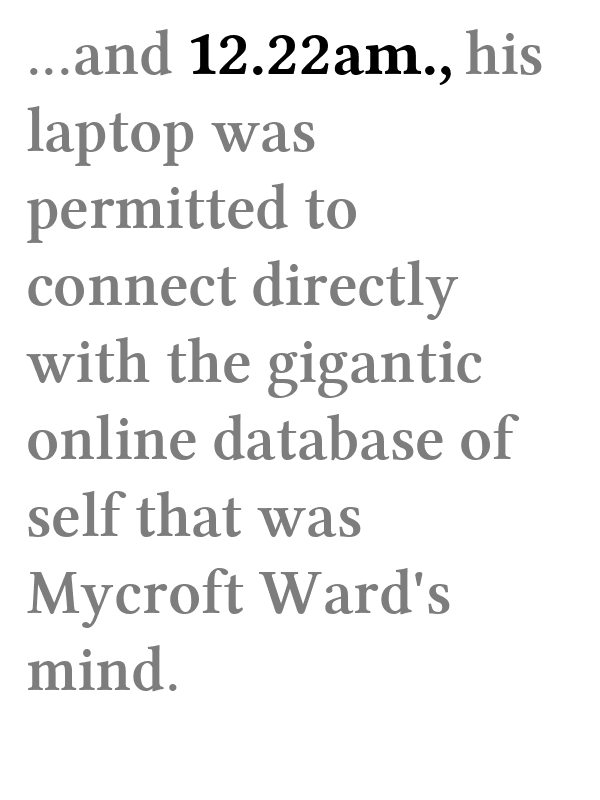 ...and 12.22am., his
laptop was
permitted to
connect directly
with the gigantic
online database of
self that was
Mycroft Ward's
mind.